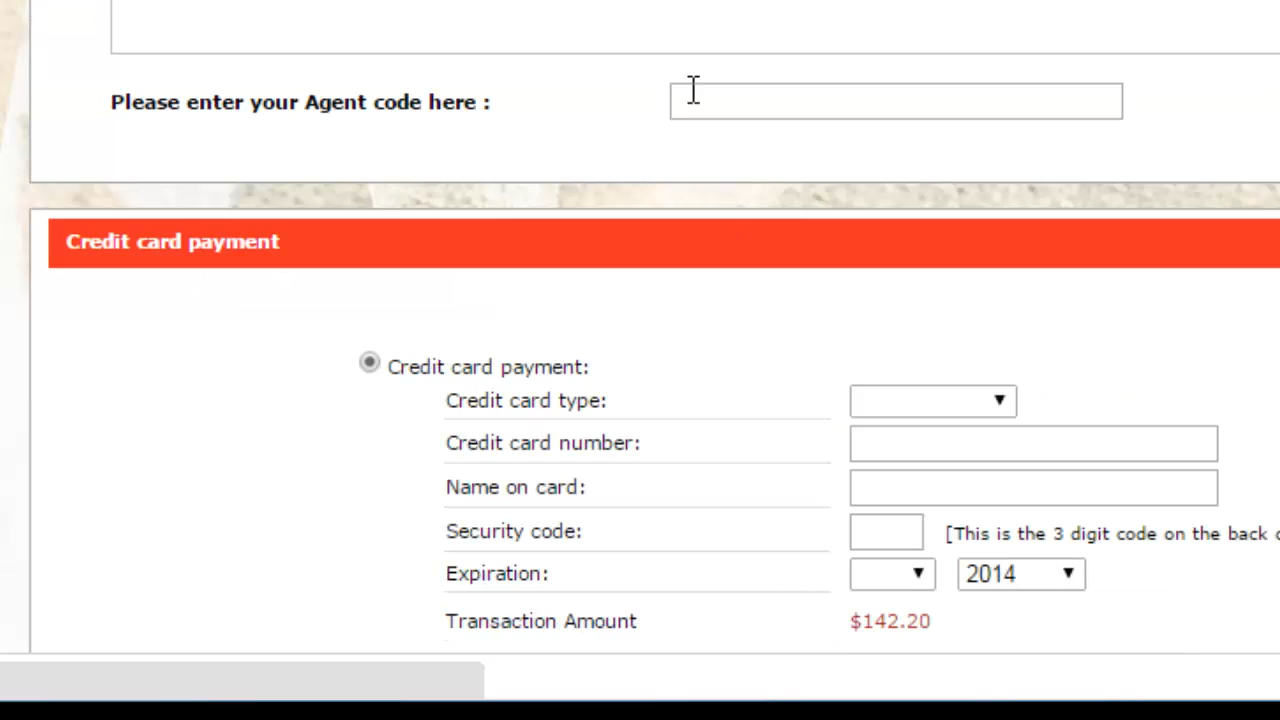 Please enter your Agent code here :
Credit card payment
Credit card payment:
Credit card type:
Credit card number:
Name on card:
Security code: [This is the 3 digit code on the back
Expiration: 2014
Transaction Amount $142.20